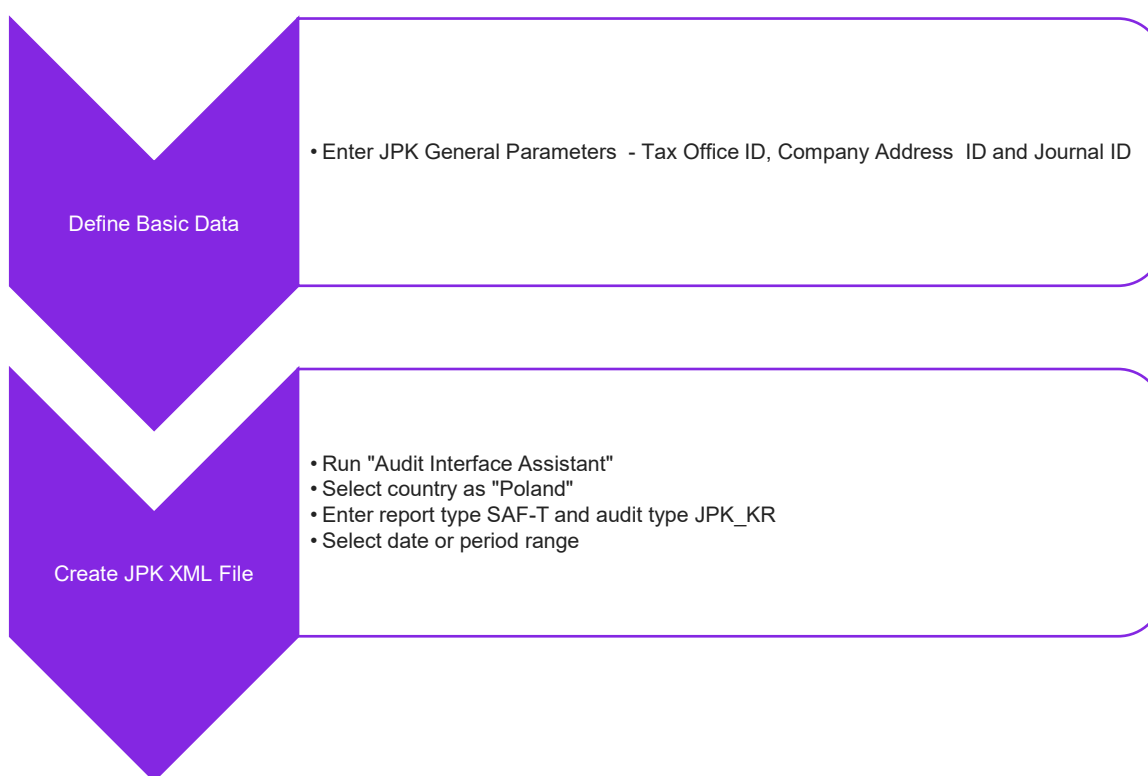 Define Basic Data
• Enter JPK General Parameters  - Tax Office ID, Company Address  ID and Journal ID
Create JPK XML File
• Run "Audit Interface Assistant"
• Select country as "Poland"
• Enter report type SAF-T and audit type JPK_KR
• Select date or period range